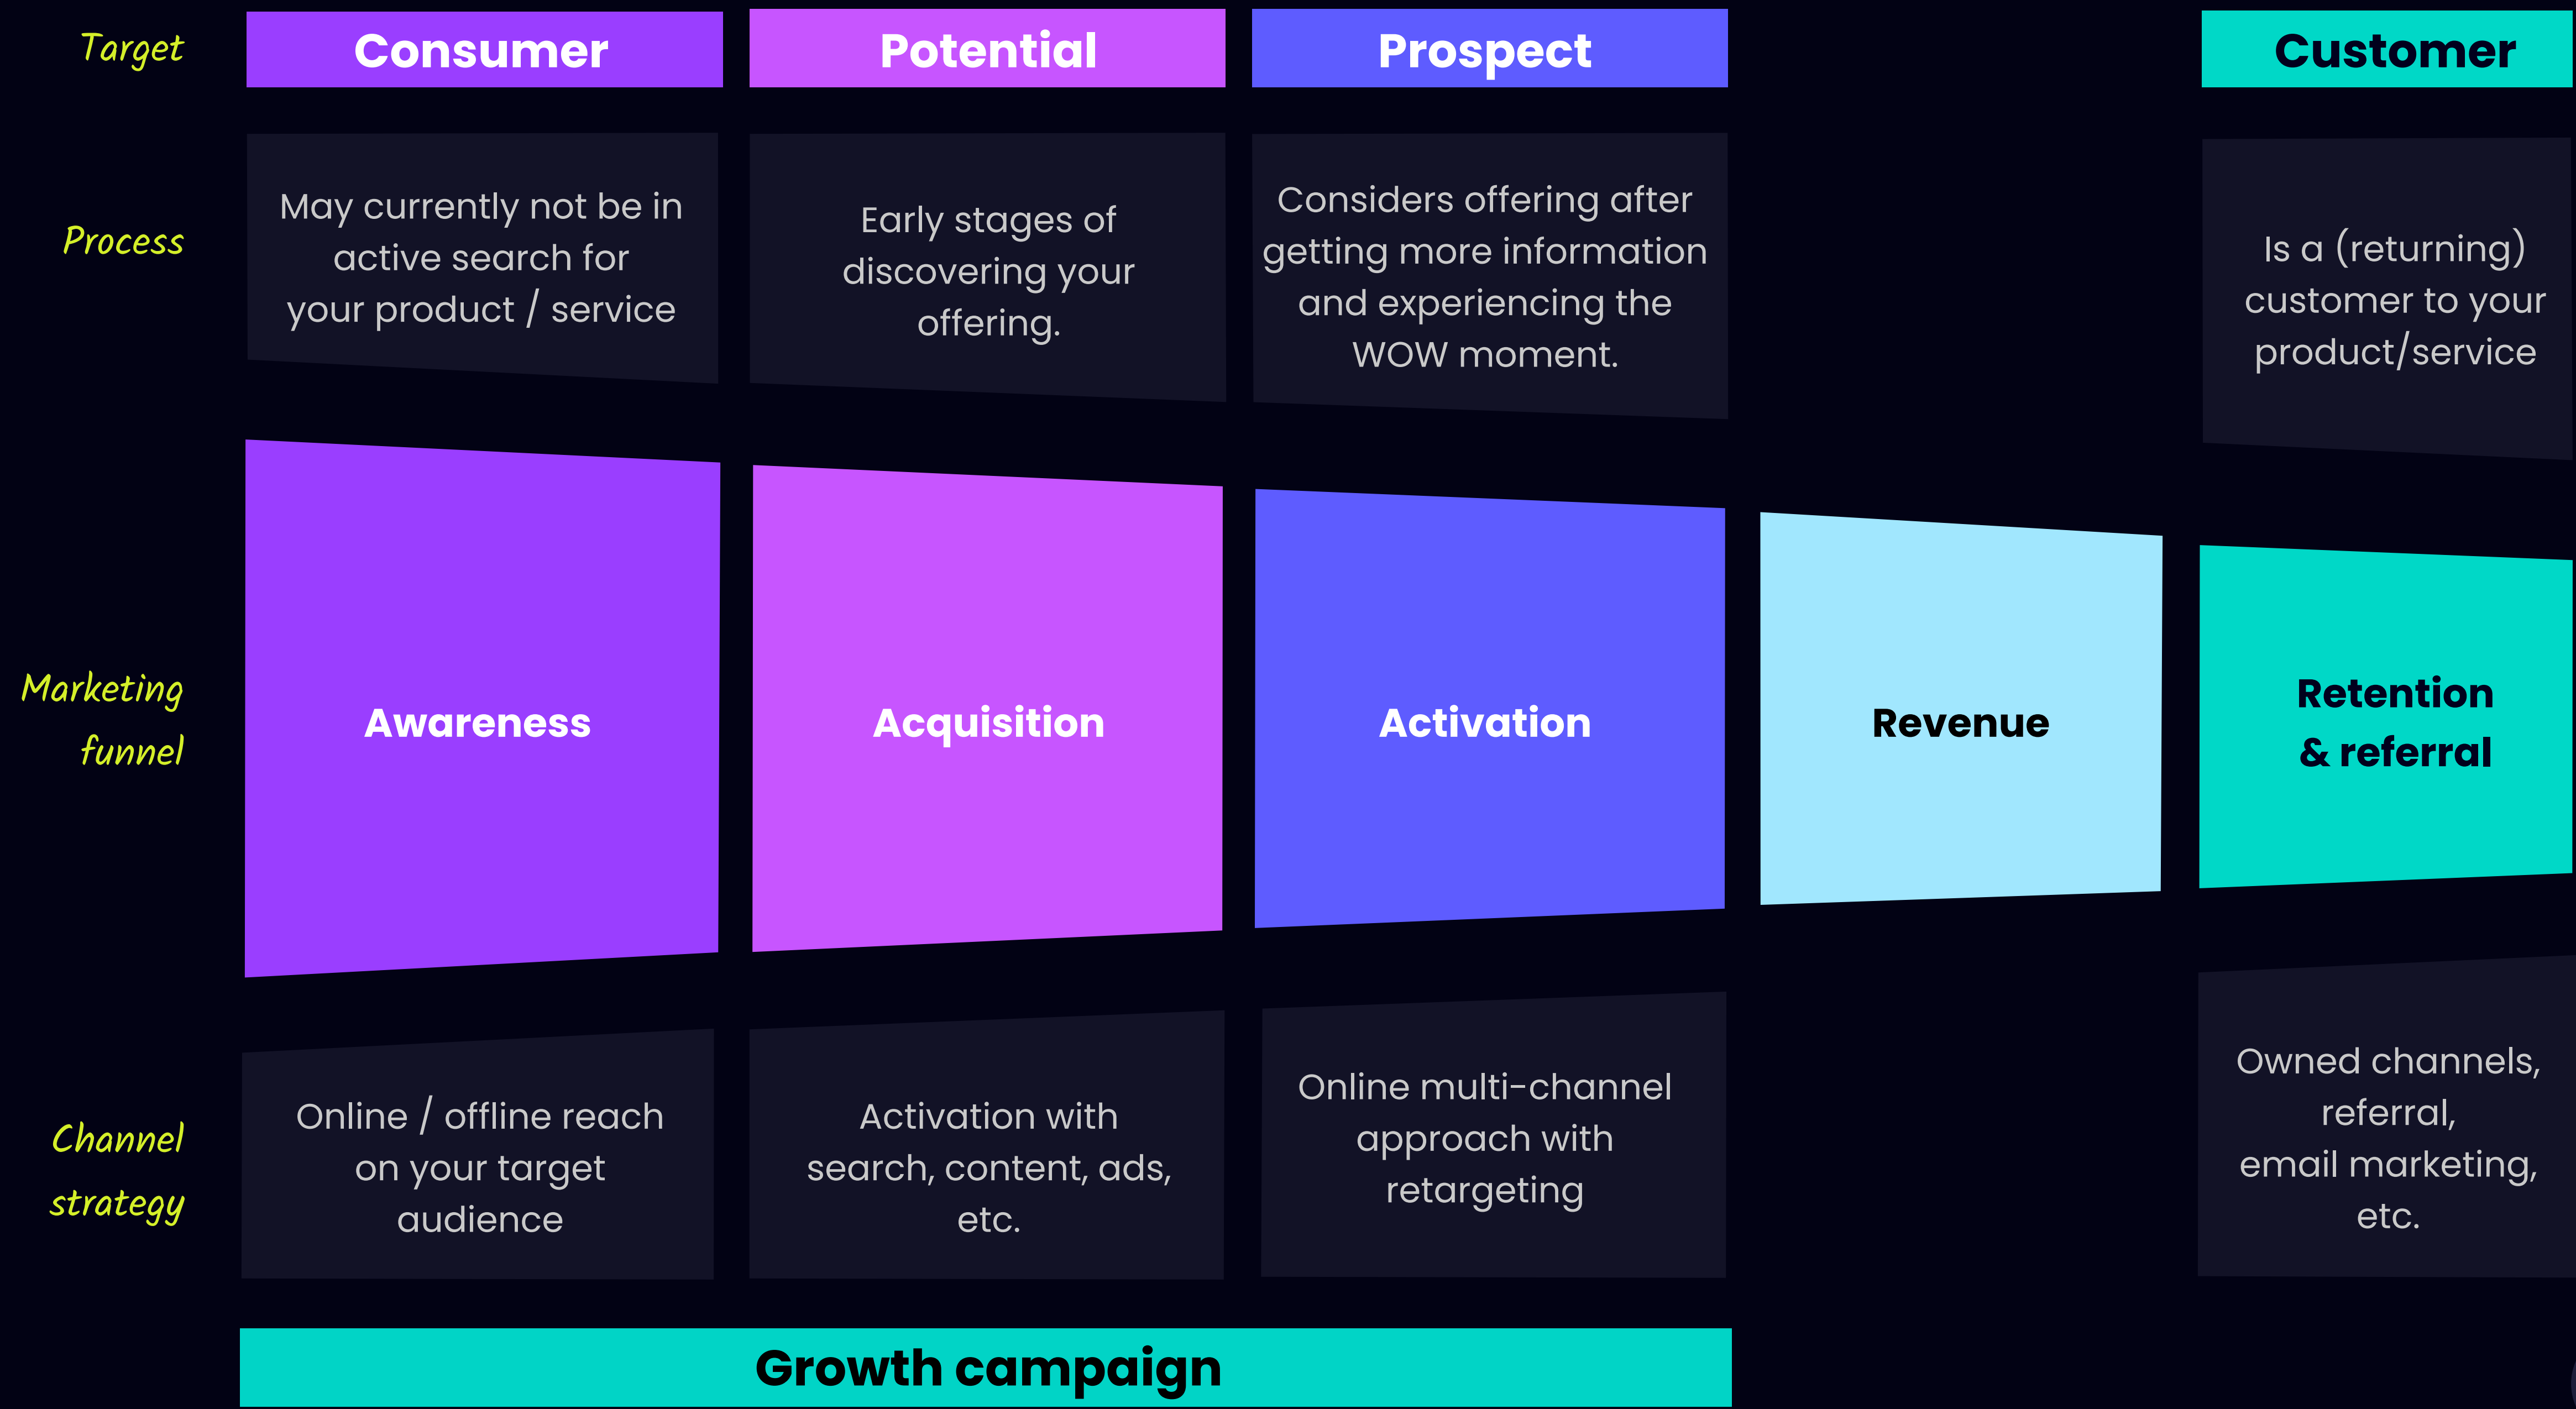 Target
Consumer
Potential
Prospect
Customer
Process
May currently not be in
active search for
your product / service
Early stages of
discovering your
offering.
Considers offering after
getting more information
and experiencing the
WOW moment.
Is a (returning)
customer to your
product/service
Marketing
funnel
Awareness
Acquisition
Activation
Revenue
Retention
& referral
Channel
strategy
Online / offline reach
on your target
audience
Activation with
search, content, ads,
etc.
Online multi-channel
approach with
retargeting
Owned channels,
referral,
email marketing,
etc.
Growth campaign